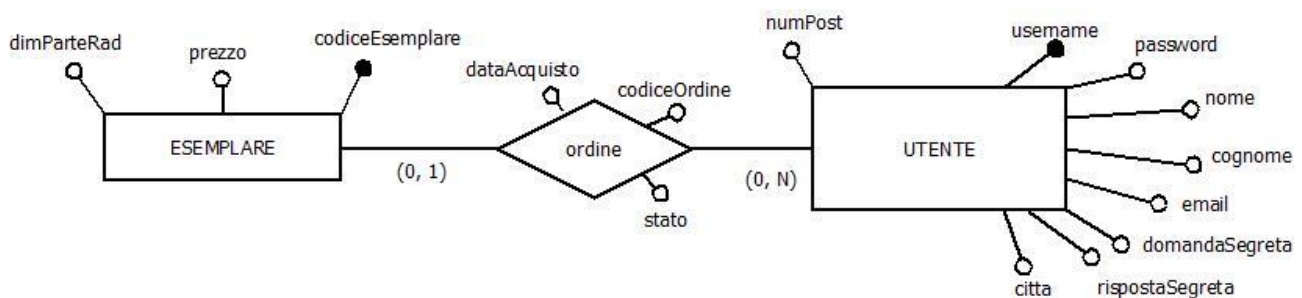 numPost
username
dimParteRad
prezzo
codiceEsemplare
password
dataAcquisto
codiceOrdine
nome
ESEMPLARE
ordine
UTENTE
cognome
(0, 1)
(0, N)
stato
email
domandaSegreta
citta
rispostaSegreta